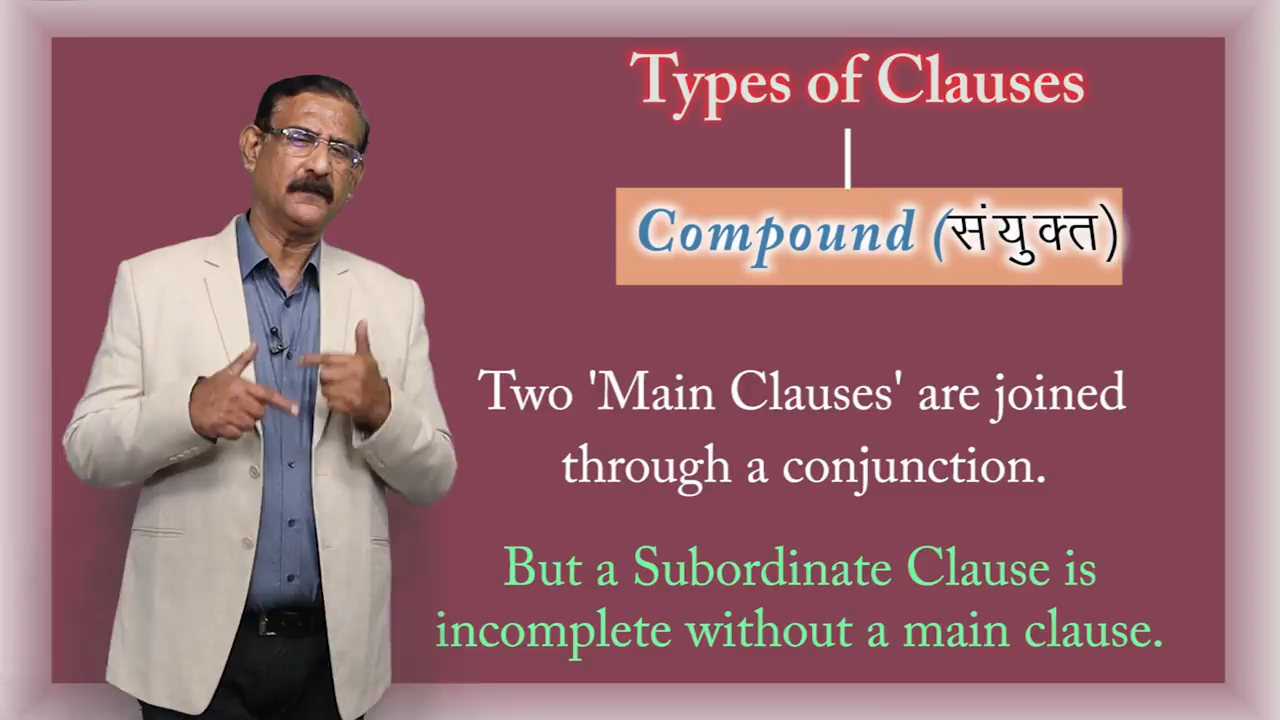 Types of Clauses
Compound (संयुक्त)
Two 'Main Clauses' are joined
through a conjunction.
But a Subordinate Clause is
incomplete without a main clause.